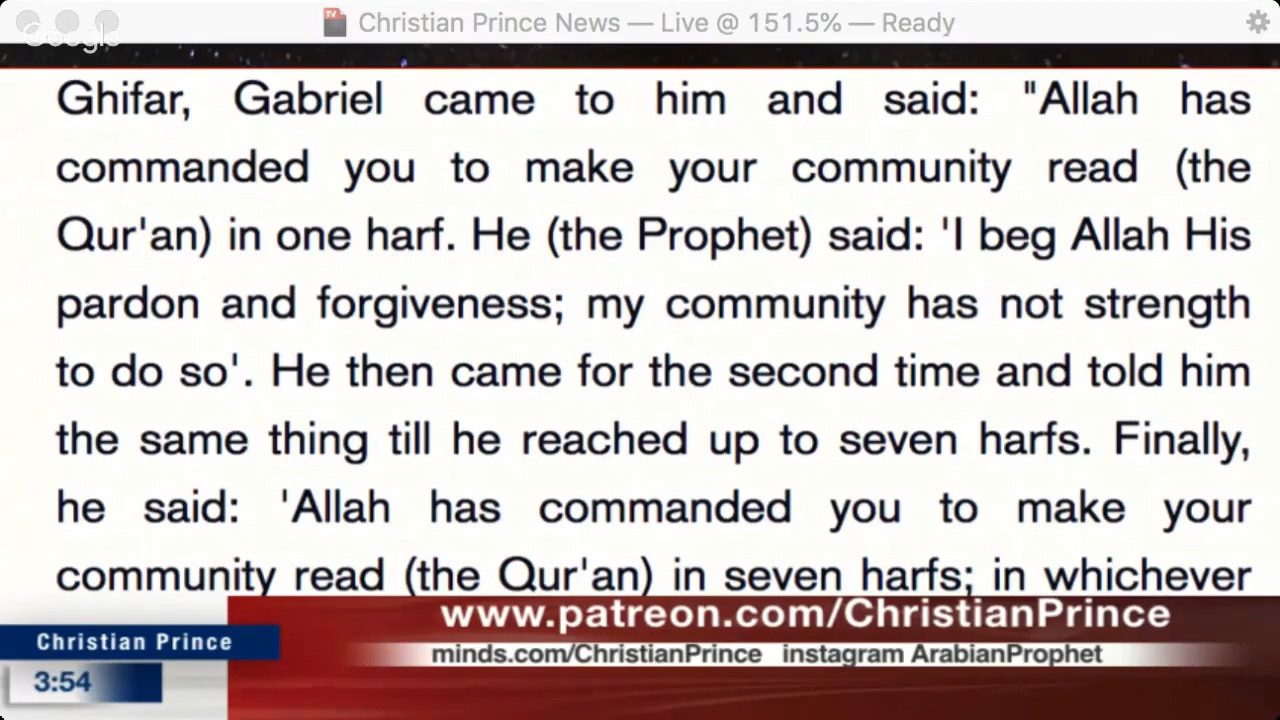 Christian Prince News — Live @ 151.5% — Ready
Google
Ghifar, Gabriel came to him and said: "Allah has
commanded you to make your community read (the
Qur'an) in one harf. He (the Prophet) said: 'I beg Allah His
pardon and forgiveness; my community has not strength
to do so'. He then came for the second time and told him
the same thing till he reached up to seven harfs. Finally,
he said: 'Allah has commanded you to make your
community read (the Qur'an) in seven harfs; in whichever
www.patreon.com/ChristianPrince
Christian Prince
minds.com/ChristianPrince instagram ArabianProphet
3:54